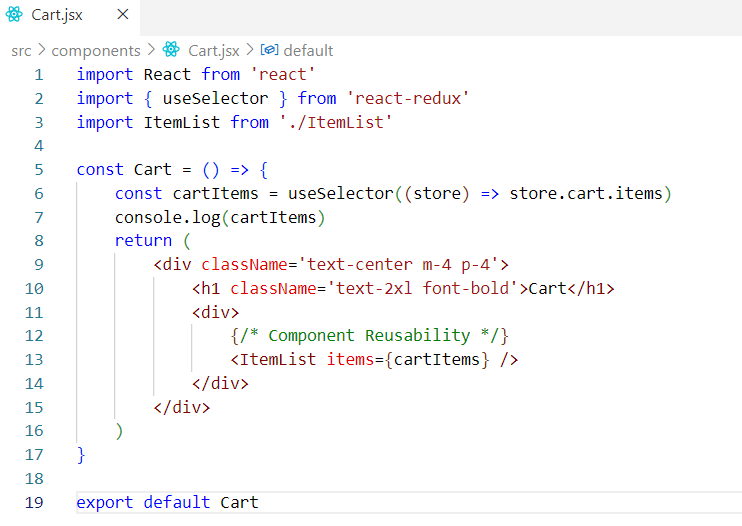 Cart.jsx ×
src > components > Cart.jsx > default
1 import React from 'react'
2 import { useSelector } from 'react-redux'
3 import ItemList from './ItemList'
4
5 const Cart = () => {
6     const cartItems = useSelector((store) => store.cart.items)
7     console.log(cartItems)
8     return (
9         <div className='text-center m-4 p-4'>
10             <h1 className='text-2xl font-bold'>Cart</h1>
11             <div>
12                 {/* Component Reusability */}
13                 <ItemList items={cartItems} />
14             </div>
15         </div>
16     )
17 }
18
19 export default Cart